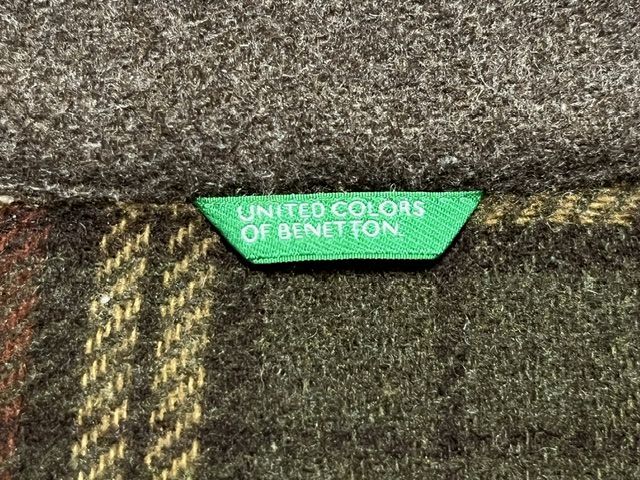 UNITED COLORS
OF BENETTON.